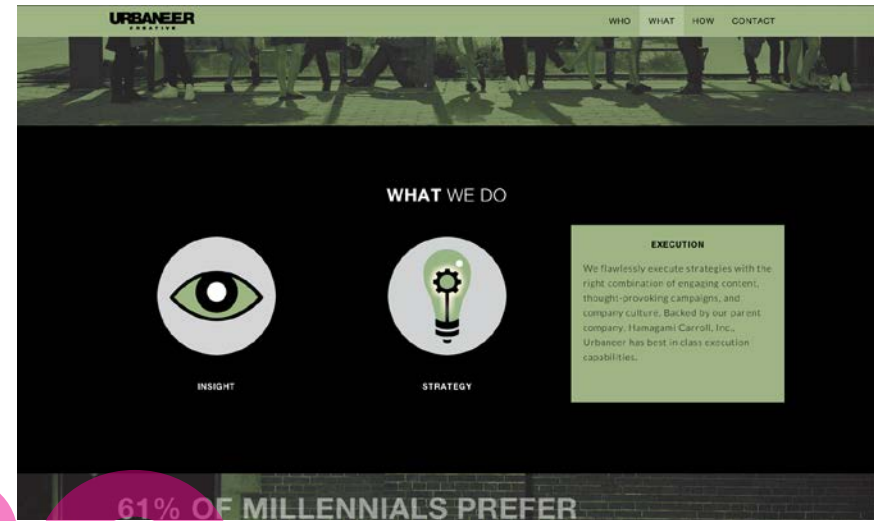 URBANEER
CREATIVE
WHO WHAT HOW CONTACT
WHAT WE DO
INSIGHT
STRATEGY
EXECUTION
We flawlessly execute strategies with the
right combination of engaging content,
thought-provoking campaigns, and
company culture. Backed by our parent
company, Hamagami Carroll, Inc.,
Urbaneer has best in class execution
capabilities.
61% OF MILLENNIALS PREFER